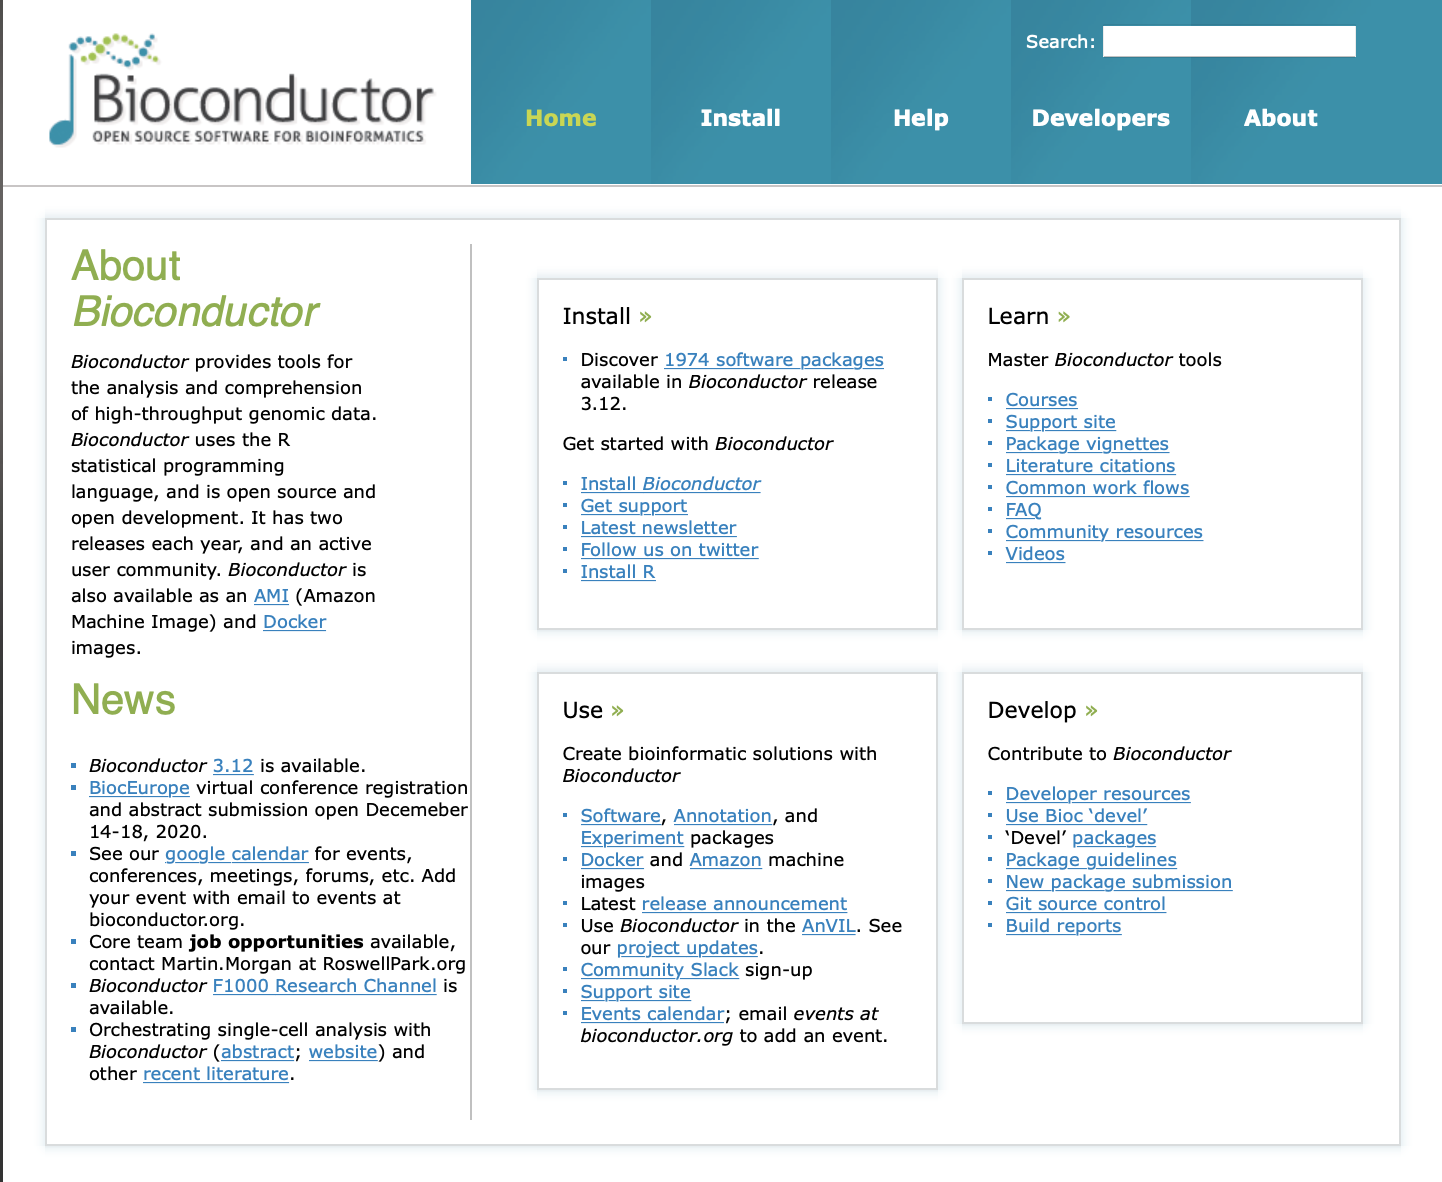 Bioconductor
OPEN SOURCE SOFTWARE FOR BIOINFORMATICS
Search:
Home
Install
Help
Developers
About
About
Bioconductor
Bioconductor provides tools for
the analysis and comprehension
of high-throughput genomic data.
Bioconductor uses the R
statistical programming
language, and is open source and
open development. It has two
releases each year, and an active
user community. Bioconductor is
also available as an AMI (Amazon
Machine Image) and Docker
images.
News
Bioconductor 3.12 is available.
BiocEurope virtual conference registration
and abstract submission open Decemeber
14-18, 2020.
See our google calendar for events,
conferences, meetings, forums, etc. Add
your event with email to events at
bioconductor.org.
Core team job opportunities available,
contact Martin.Morgan at RoswellPark.org
Bioconductor F1000 Research Channel is
available.
Orchestrating single-cell analysis with
Bioconductor (abstract; website) and
other recent literature.
Install »
Discover 1974 software packages
available in Bioconductor release
3.12.
Get started with Bioconductor
Install Bioconductor
Get support
Latest newsletter
Follow us on twitter
Install R
Learn »
Master Bioconductor tools
Courses
Support site
Package vignettes
Literature citations
Common work flows
FAQ
Community resources
Videos
Use »
Create bioinformatic solutions with
Bioconductor
Software, Annotation, and
Experiment packages
Docker and Amazon machine
images
Latest release announcement
Use Bioconductor in the AnVIL. See
our project updates.
Community Slack sign-up
Support site
Events calendar; email events at
bioconductor.org to add an event.
Develop »
Contribute to Bioconductor
Developer resources
Use Bioc ‘devel’
‘Devel’ packages
Package guidelines
New package submission
Git source control
Build reports